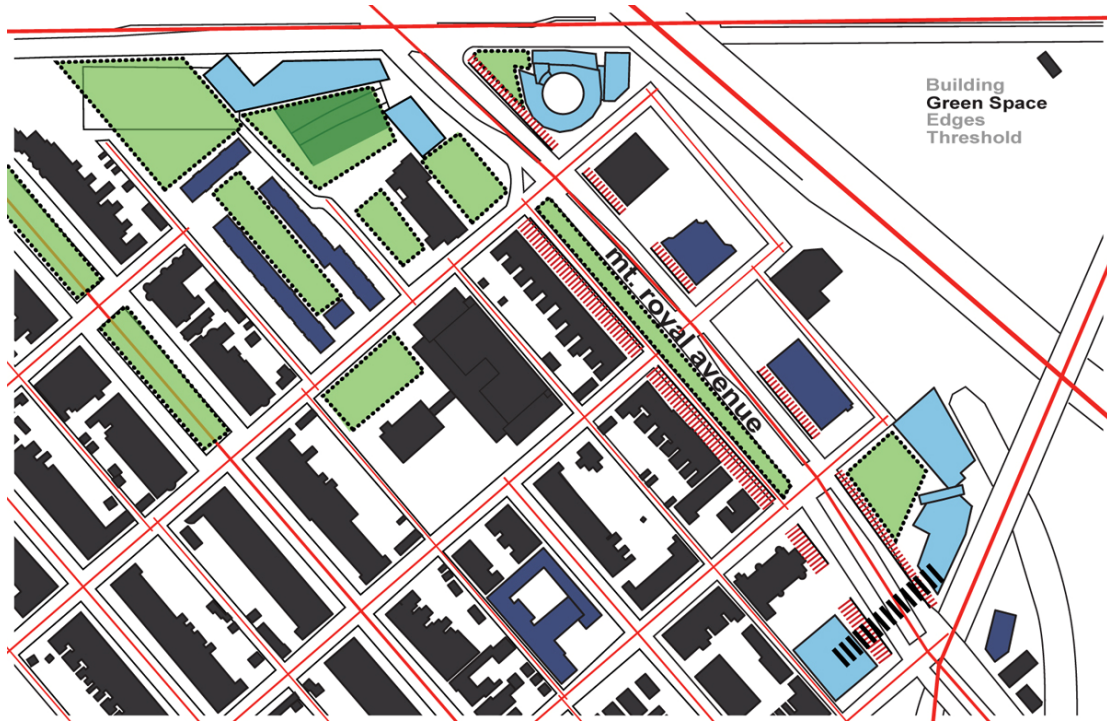 Building
Green Space
Edges
Threshold
mt. royal avenue